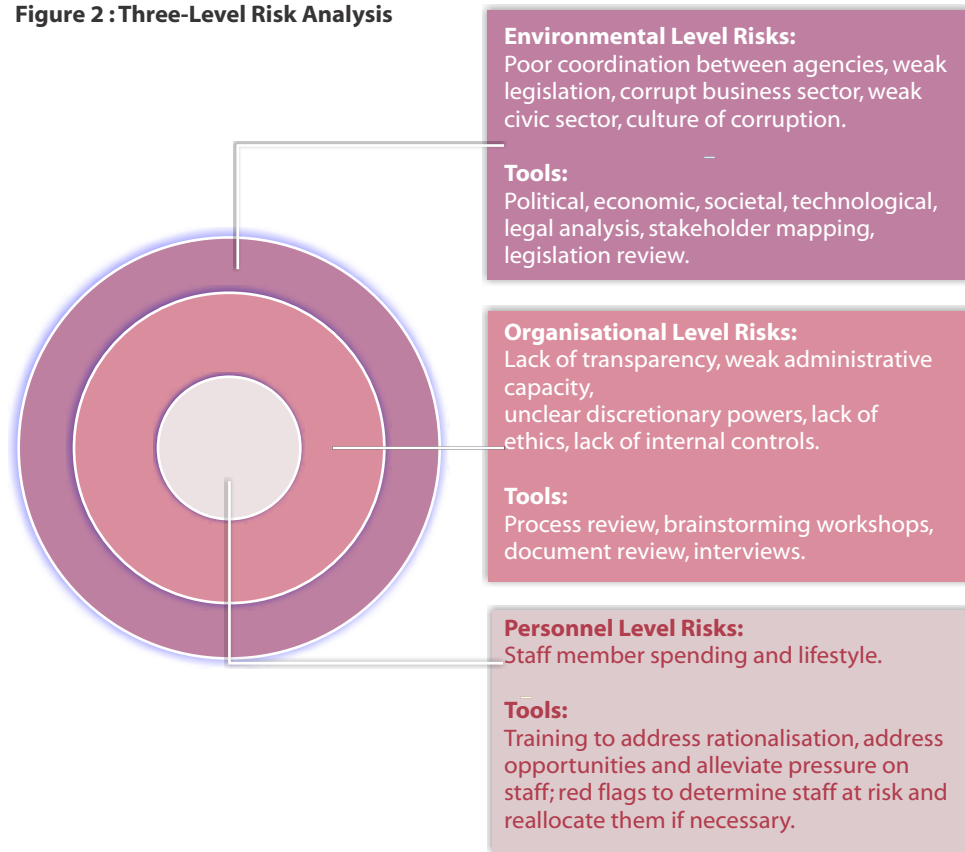 Figure 2 : Three-Level Risk Analysis
Environmental Level Risks:
Poor coordination between agencies, weak
legislation, corrupt business sector, weak
civic sector, culture of corruption.
Tools:
Political, economic, societal, technological,
legal analysis, stakeholder mapping,
legislation review.
Organisational Level Risks:
Lack of transparency, weak administrative
capacity,
unclear discretionary powers, lack of
ethics, lack of internal controls.
Tools:
Process review, brainstorming workshops,
document review, interviews.
Personnel Level Risks:
Staff member spending and lifestyle.
Tools:
Training to address rationalisation, address
opportunities and alleviate pressure on
staff; red flags to determine staff at risk and
reallocate them if necessary.